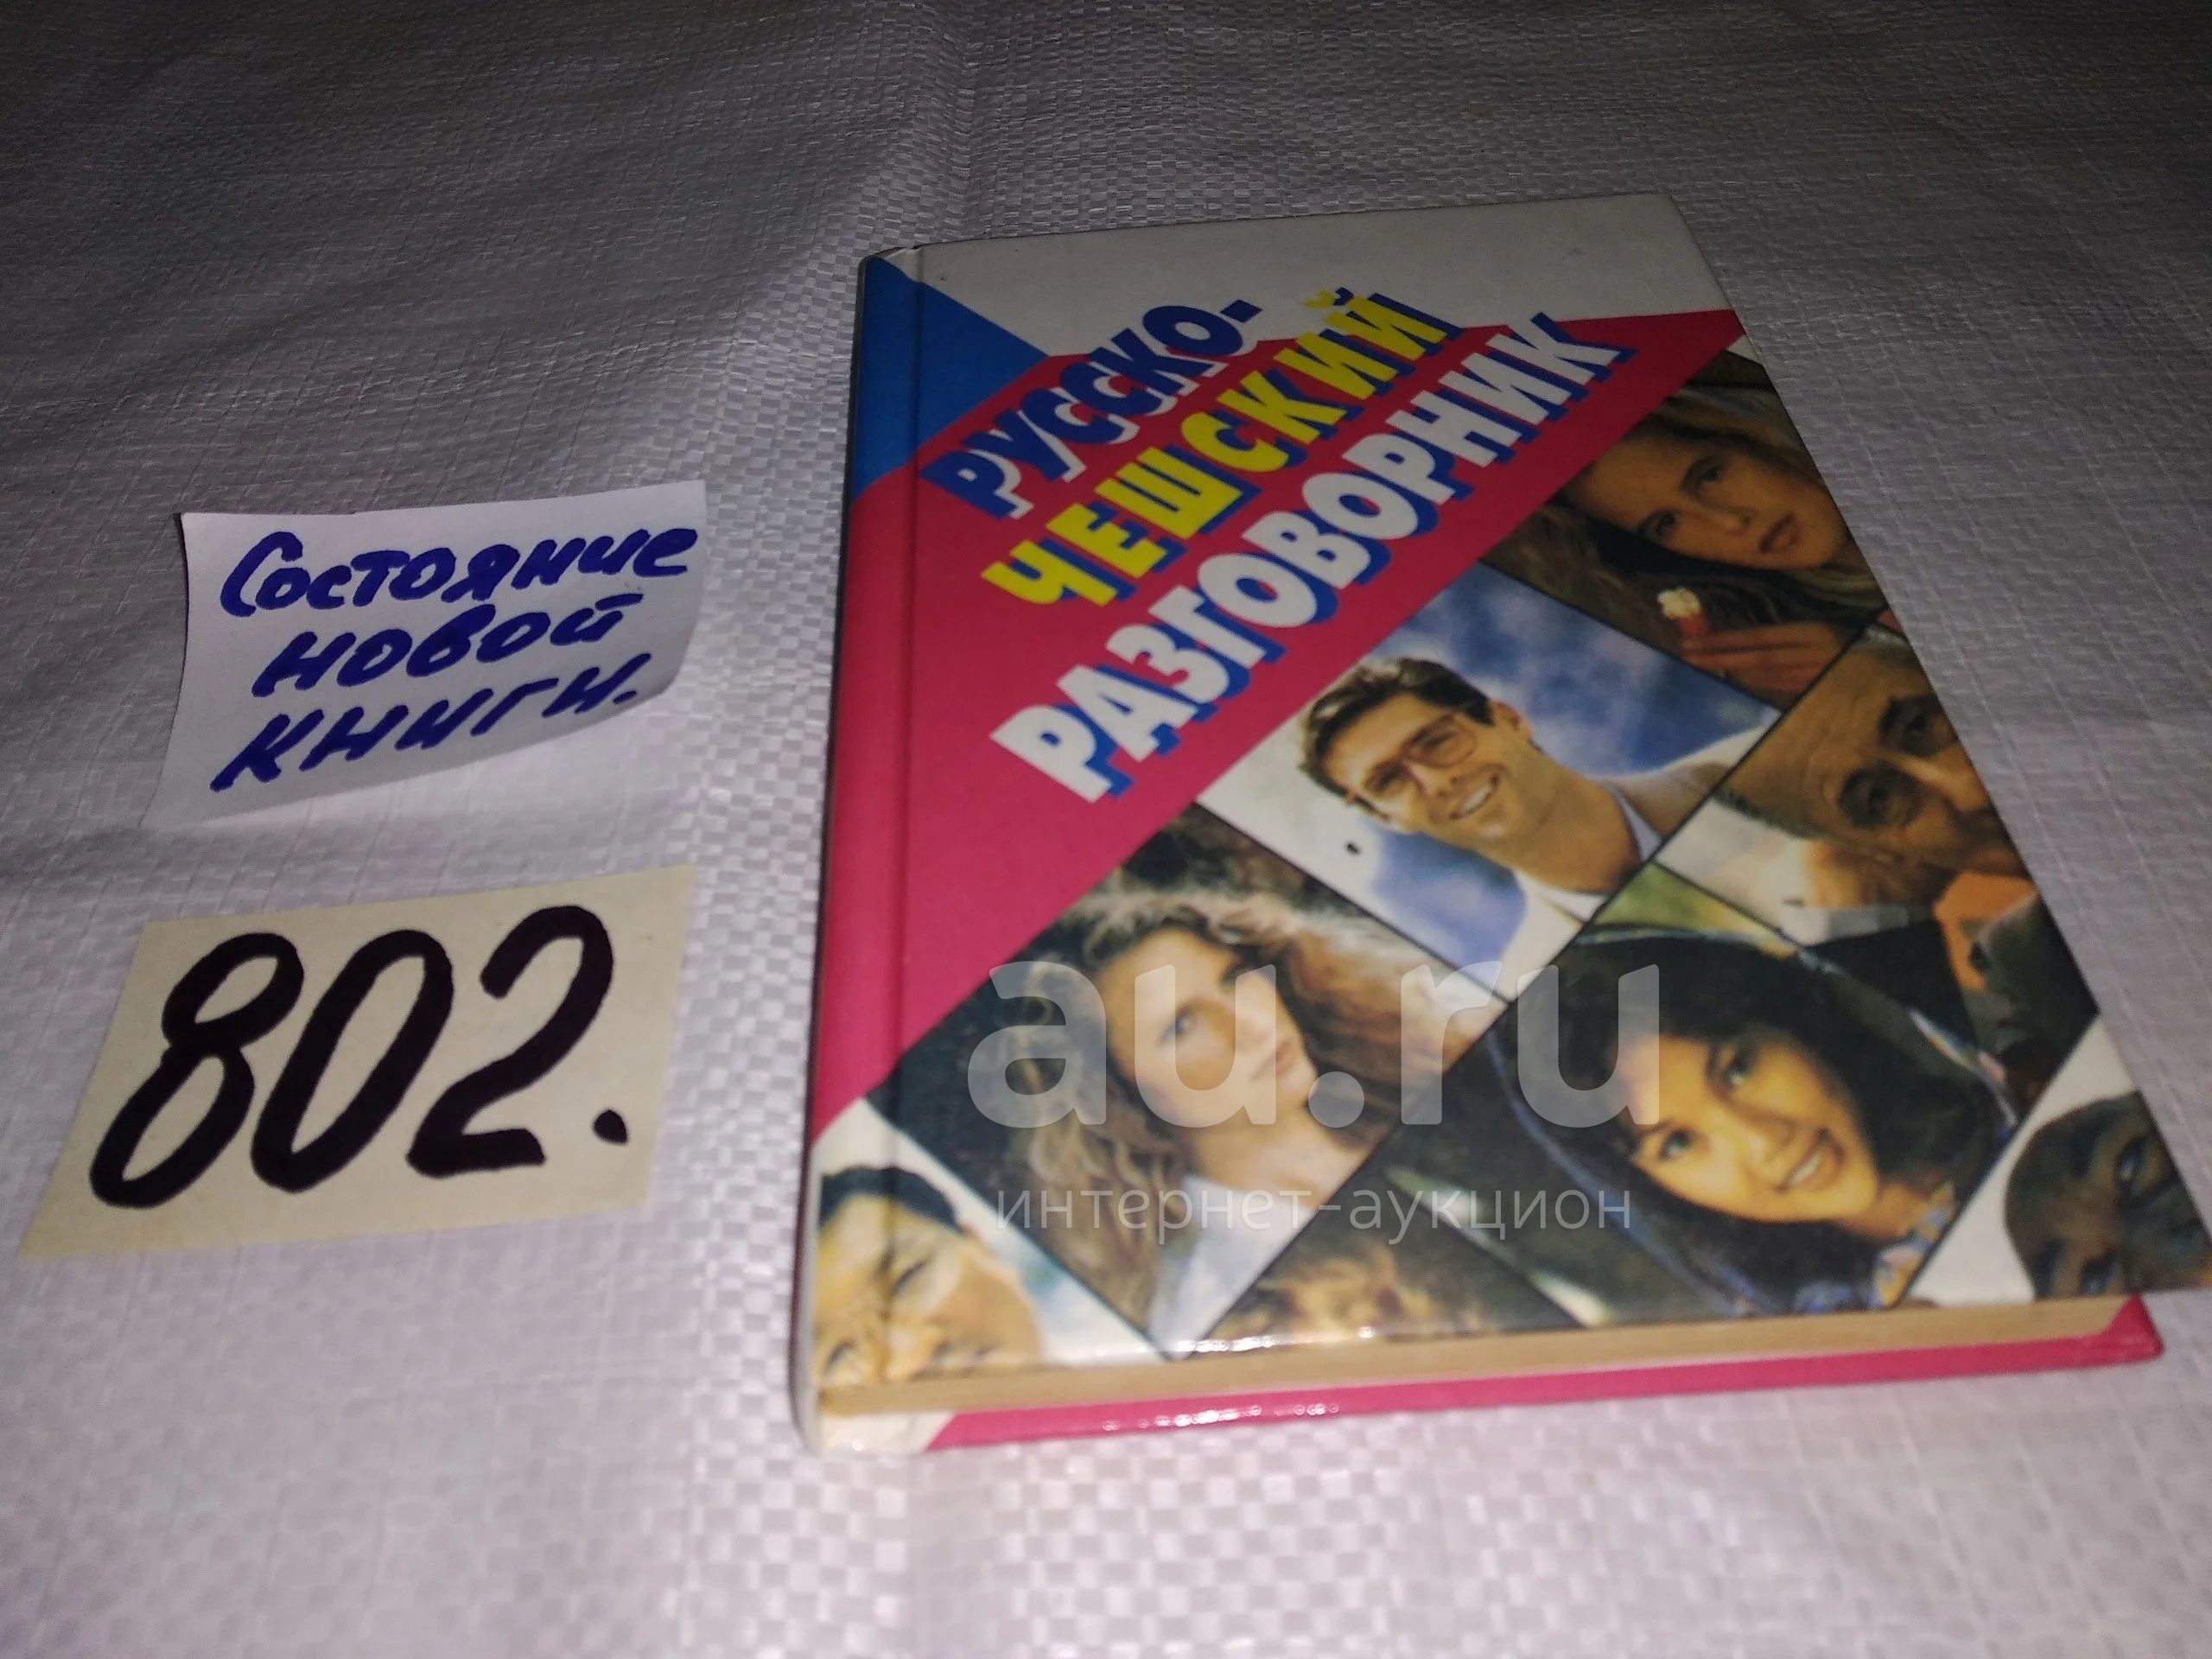 РУССКО-
ЧЕШСКИЙ
РАЗГОВОРНИК
Состояние
новой
книги.
802.
au.ru
интернет-аукцион